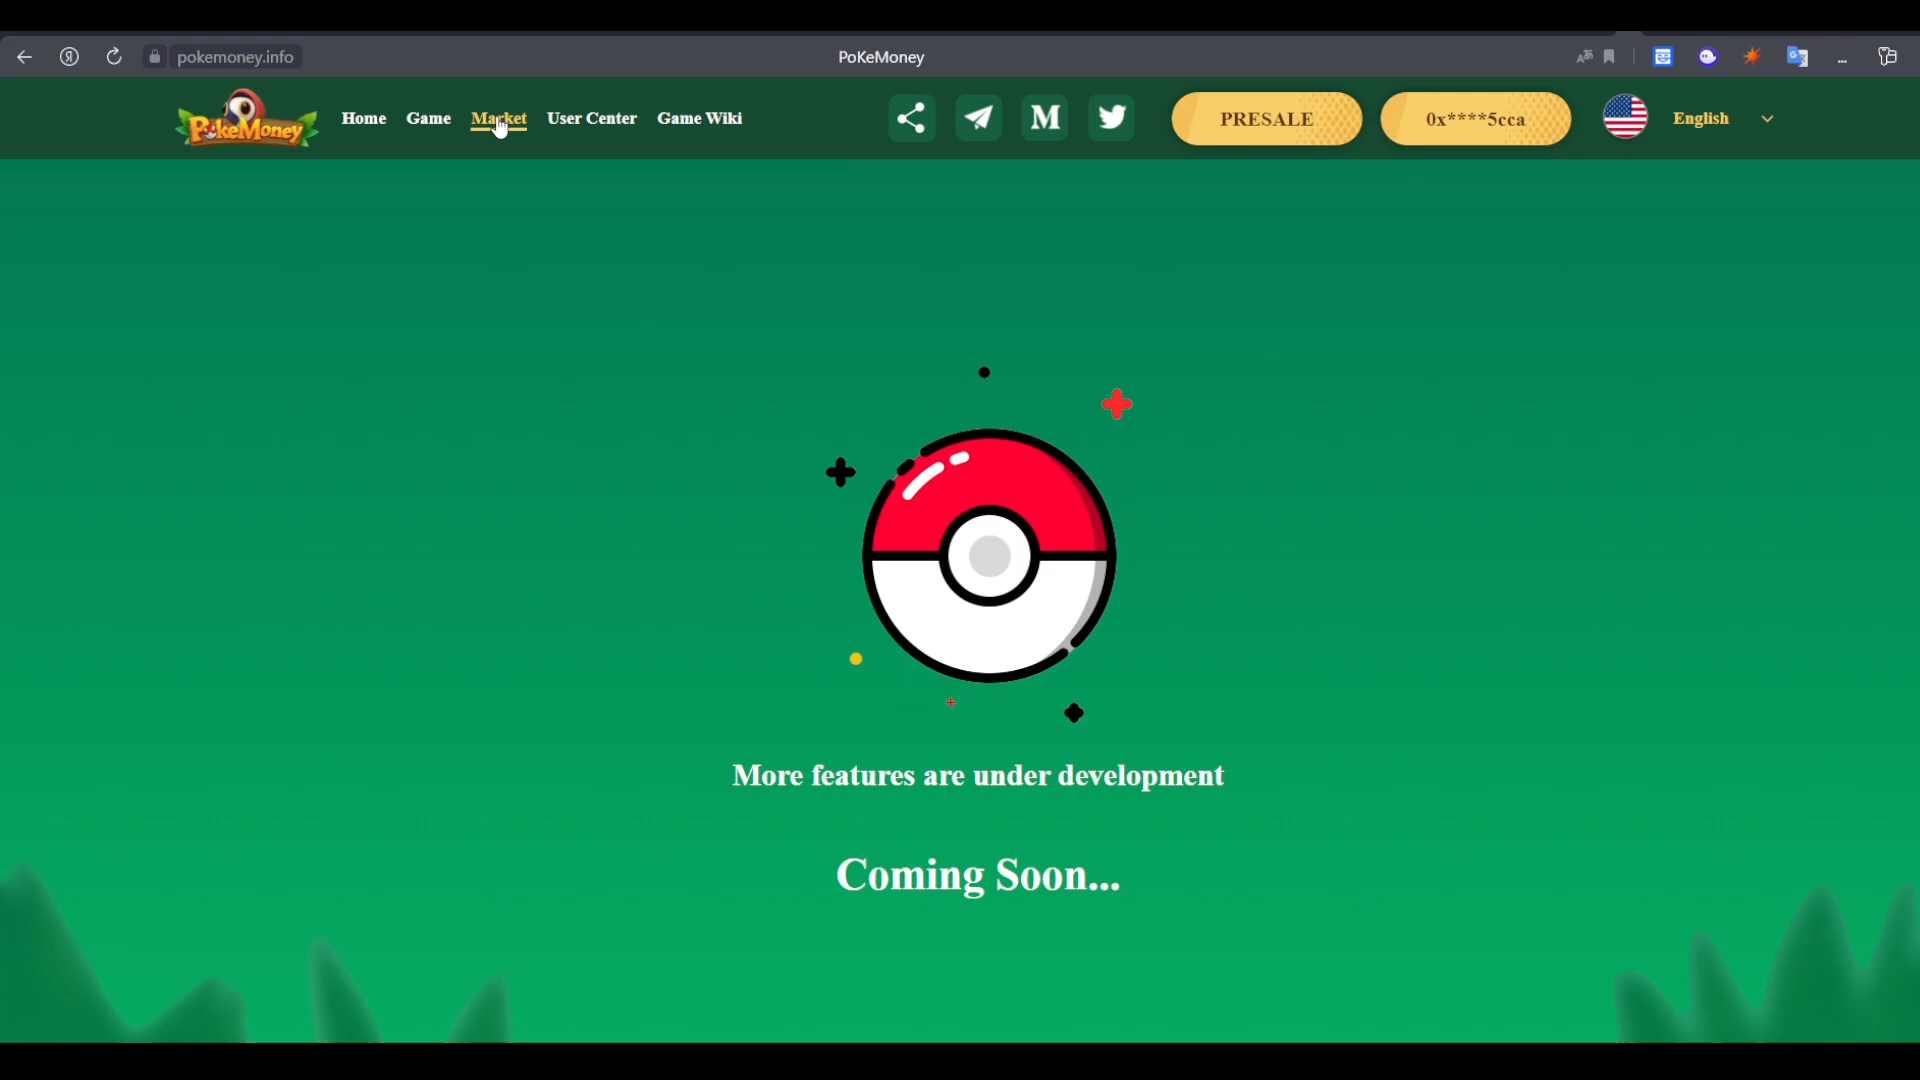 pokemoney.info
PoKeMoney
...
PokeMoney
Home Game Market User Center Game Wiki
M
PRESALE
0x****5cca
English
More features are under development
Coming Soon...